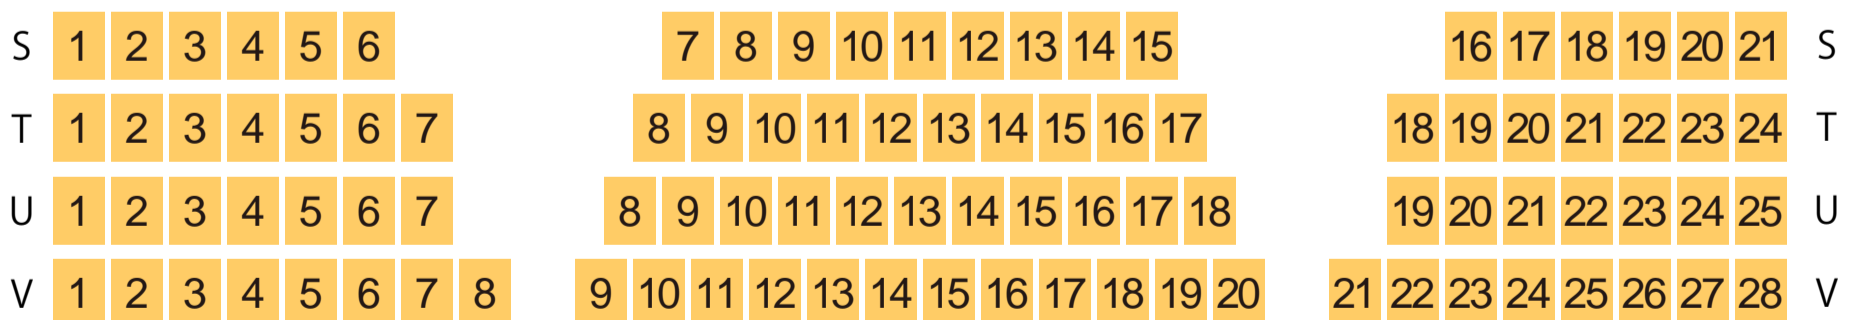 S 1 2 3 4 5 6 7 8 9 10 11 12 13 14 15 16 17 18 19 20 21 S
T 1 2 3 4 5 6 7 8 9 10 11 12 13 14 15 16 17 18 19 20 21 22 23 24 T
U 1 2 3 4 5 6 7 8 9 10 11 12 13 14 15 16 17 18 19 20 21 22 23 24 25 U
V 1 2 3 4 5 6 7 8 9 10 11 12 13 14 15 16 17 18 19 20 21 22 23 24 25 26 27 28 V